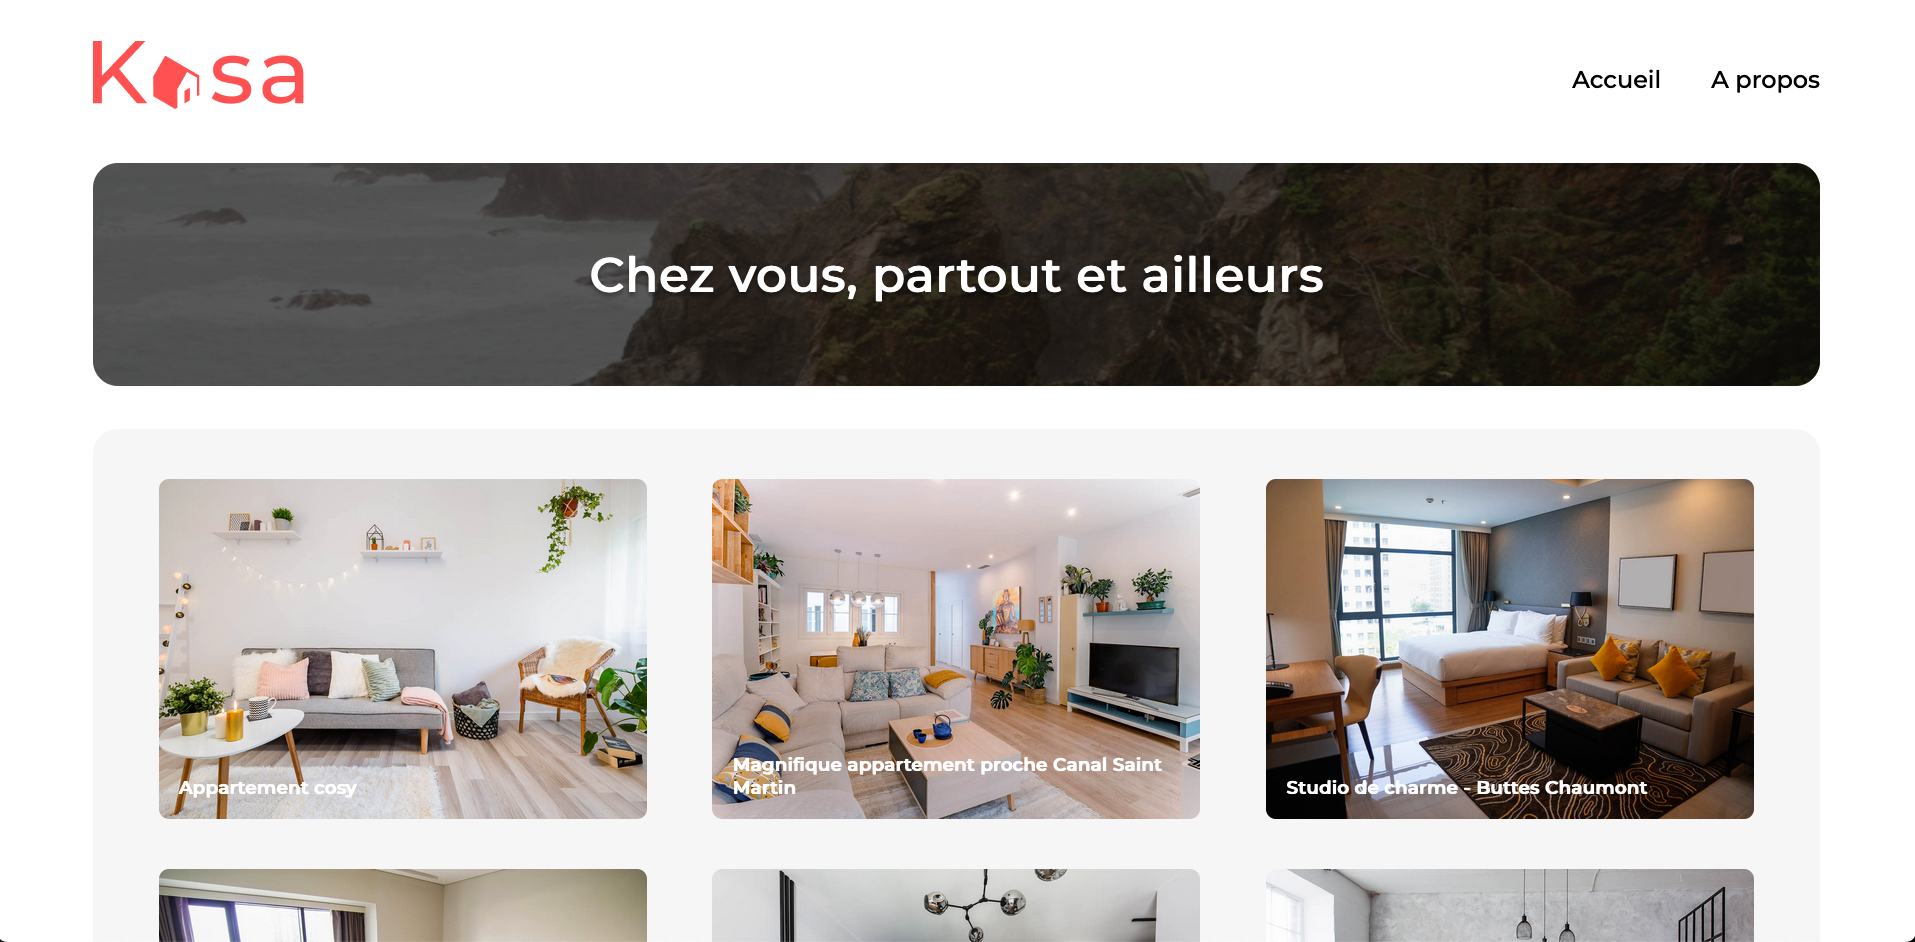 Kasa
Accueil
A propos
Chez vous, partout et ailleurs
Appartement cosy
Magnifique appartement proche Canal Saint
Martin
Studio de charme - Buttes Chaumont